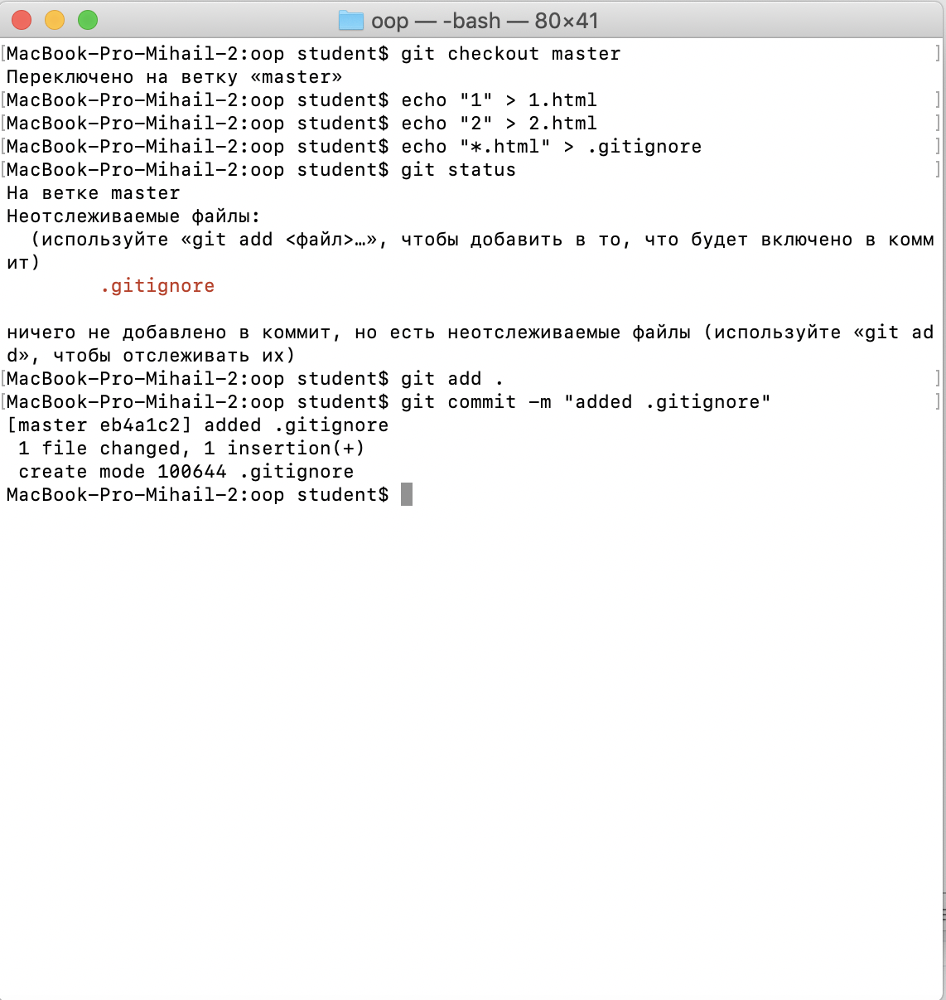 oop — -bash — 80×41
[MacBook-Pro-Mihail-2:oop student$ git checkout master ]
Переключено на ветку «master»
[MacBook-Pro-Mihail-2:oop student$ echo "1" > 1.html ]
[MacBook-Pro-Mihail-2:oop student$ echo "2" > 2.html ]
[MacBook-Pro-Mihail-2:oop student$ echo "*.html" > .gitignore ]
[MacBook-Pro-Mihail-2:oop student$ git status ]
На ветке master
Неотслеживаемые файлы:
  (используйте «git add <файл>…», чтобы добавить в то, что будет включено в комм
ит)
        .gitignore
ничего не добавлено в коммит, но есть неотслеживаемые файлы (используйте «git ad
d», чтобы отслеживать их)
[MacBook-Pro-Mihail-2:oop student$ git add . ]
[MacBook-Pro-Mihail-2:oop student$ git commit -m "added .gitignore" ]
[master eb4a1c2] added .gitignore
 1 file changed, 1 insertion(+)
 create mode 100644 .gitignore
MacBook-Pro-Mihail-2:oop student$